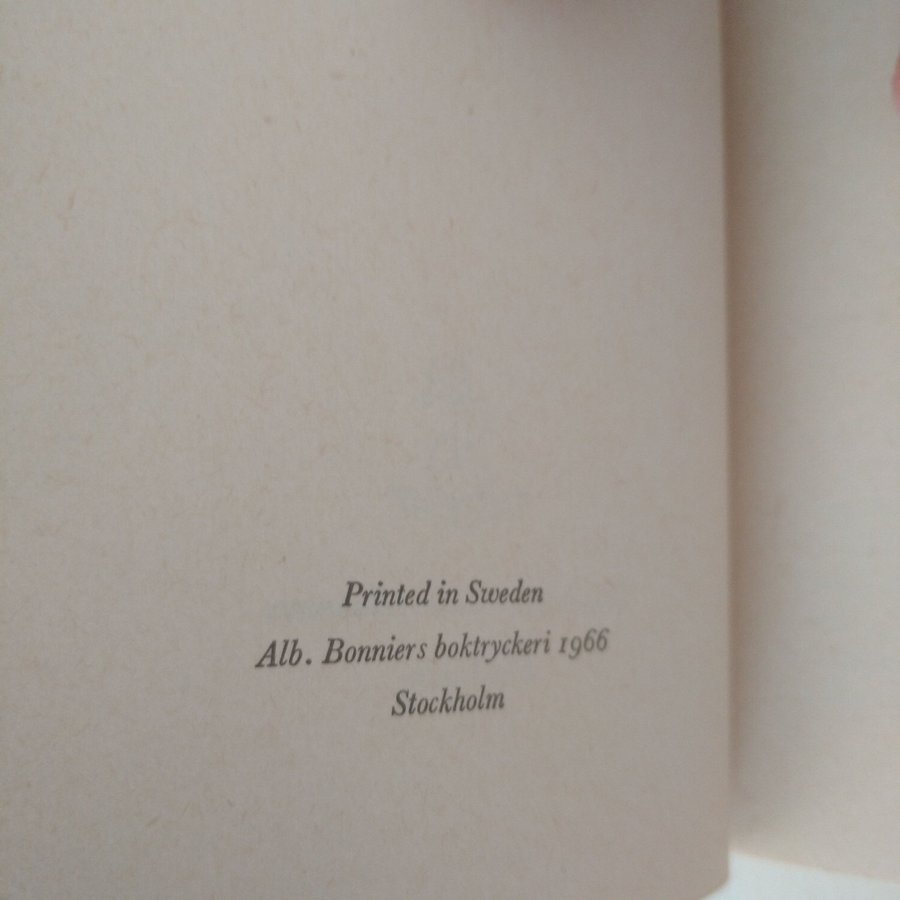 Printed in Sweden
Alb. Bonniers boktryckeri 1966
Stockholm